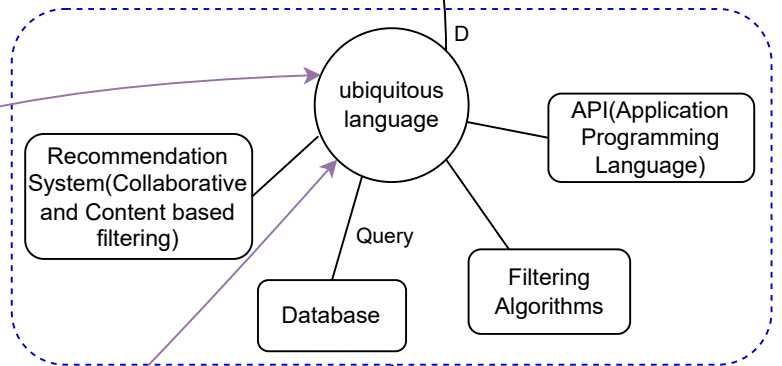 D
ubiquitous
language
API(Application
Programming
Language)
Recommendation
System(Collaborative
and Content based
filtering)
Query
Filtering
Algorithms
Database